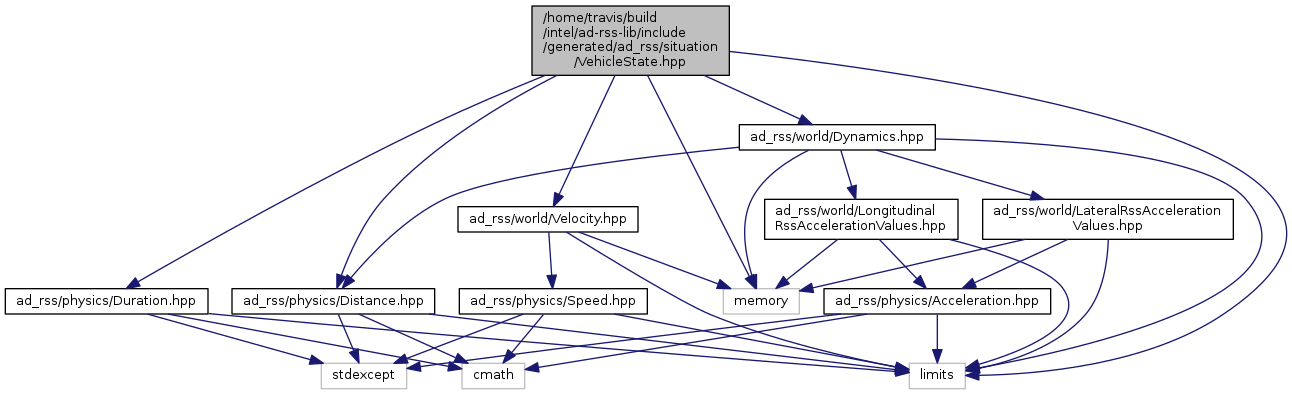 /home/travis/build
/intel/ad-rss-lib/include
/generated/ad_rss/situation
/VehicleState.hpp
ad_rss/world/Dynamics.hpp
ad_rss/world/Velocity.hpp
ad_rss/world/Longitudinal
RssAccelerationValues.hpp
ad_rss/world/LateralRssAcceleration
Values.hpp
ad_rss/physics/Duration.hpp
ad_rss/physics/Distance.hpp
ad_rss/physics/Speed.hpp
memory
ad_rss/physics/Acceleration.hpp
stdexcept
cmath
limits